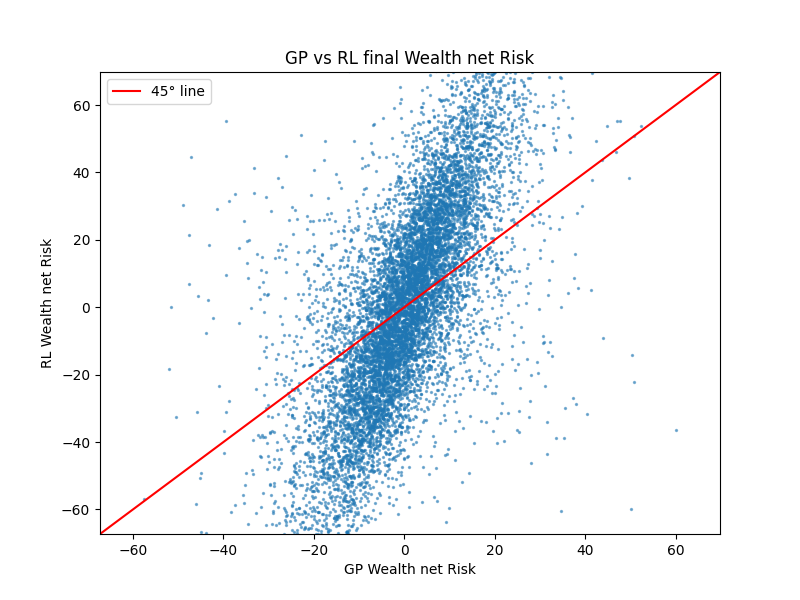 GP vs RL final Wealth net Risk
45° line
60
40
20
0
−20
−40
−60
RL Wealth net Risk
−60 −40 −20 0 20 40 60
GP Wealth net Risk